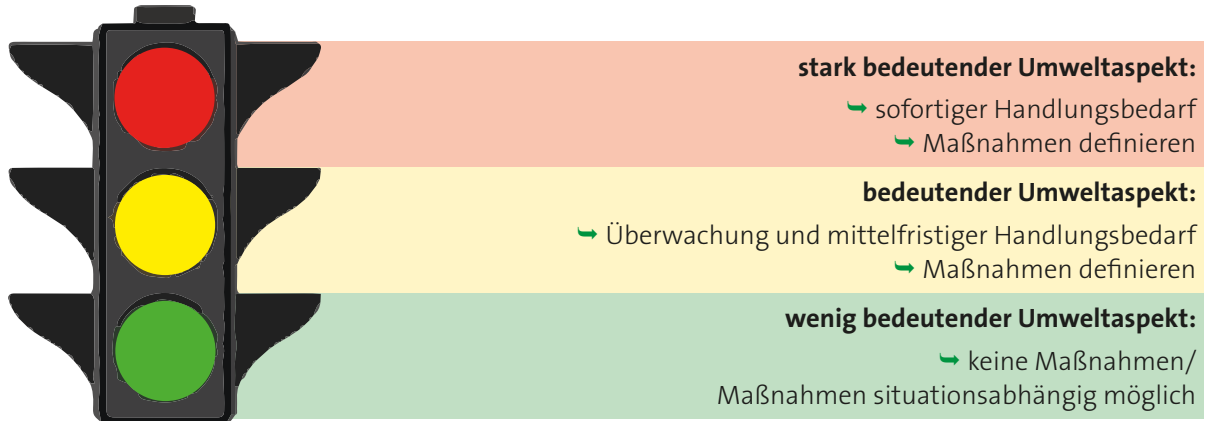 stark bedeutender Umweltaspekt:
➥ sofortiger Handlungsbedarf
➥ Maßnahmen definieren
bedeutender Umweltaspekt:
➥ Überwachung und mittelfristiger Handlungsbedarf
➥ Maßnahmen definieren
wenig bedeutender Umweltaspekt:
➥ keine Maßnahmen/
Maßnahmen situationsabhängig möglich